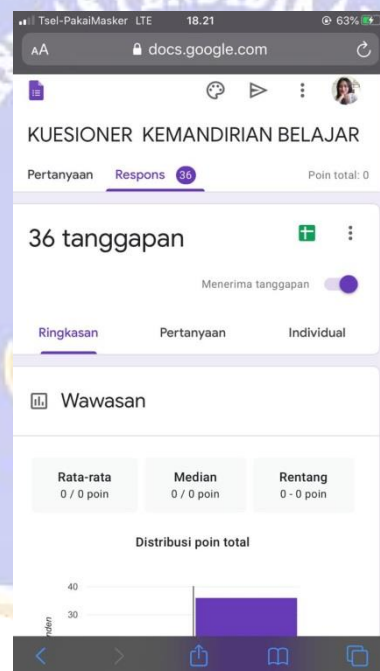 Tsel-PakaiMasker LTE 18.21 63%
AA docs.google.com
KUESIONER KEMANDIRIAN BELAJAR
Pertanyaan Respons 36 Poin total: 0
36 tanggapan
Menerima tanggapan
Ringkasan Pertanyaan Individual
Wawasan
Rata-rata Median Rentang
0 / 0 poin 0 / 0 poin 0 - 0 poin
Distribusi poin total
40
30